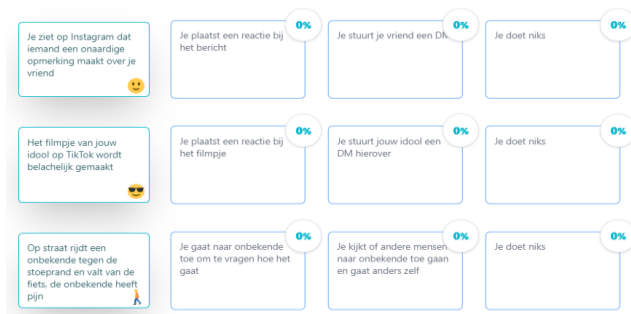 Je ziet op Instagram dat
iemand een onaardige
opmerking maakt over je
vriend
Je plaatst een reactie bij
het bericht
0%
Je stuurt je vriend een DM
0%
Je doet niks
0%
Het filmpje van jouw
idool op TikTok wordt
belachelijk gemaakt
Je plaatst een reactie bij
het filmpje
0%
Je stuurt jouw idool een
DM hierover
0%
Je doet niks
0%
Op straat rijdt een
onbekende tegen de
stoeprand en valt van de
fiets, de onbekende heeft
pijn
Je gaat naar onbekende
toe om te vragen hoe het
gaat
0%
Je kijkt of andere mensen
naar onbekende toe gaan
en gaat anders zelf
0%
Je doet niks
0%